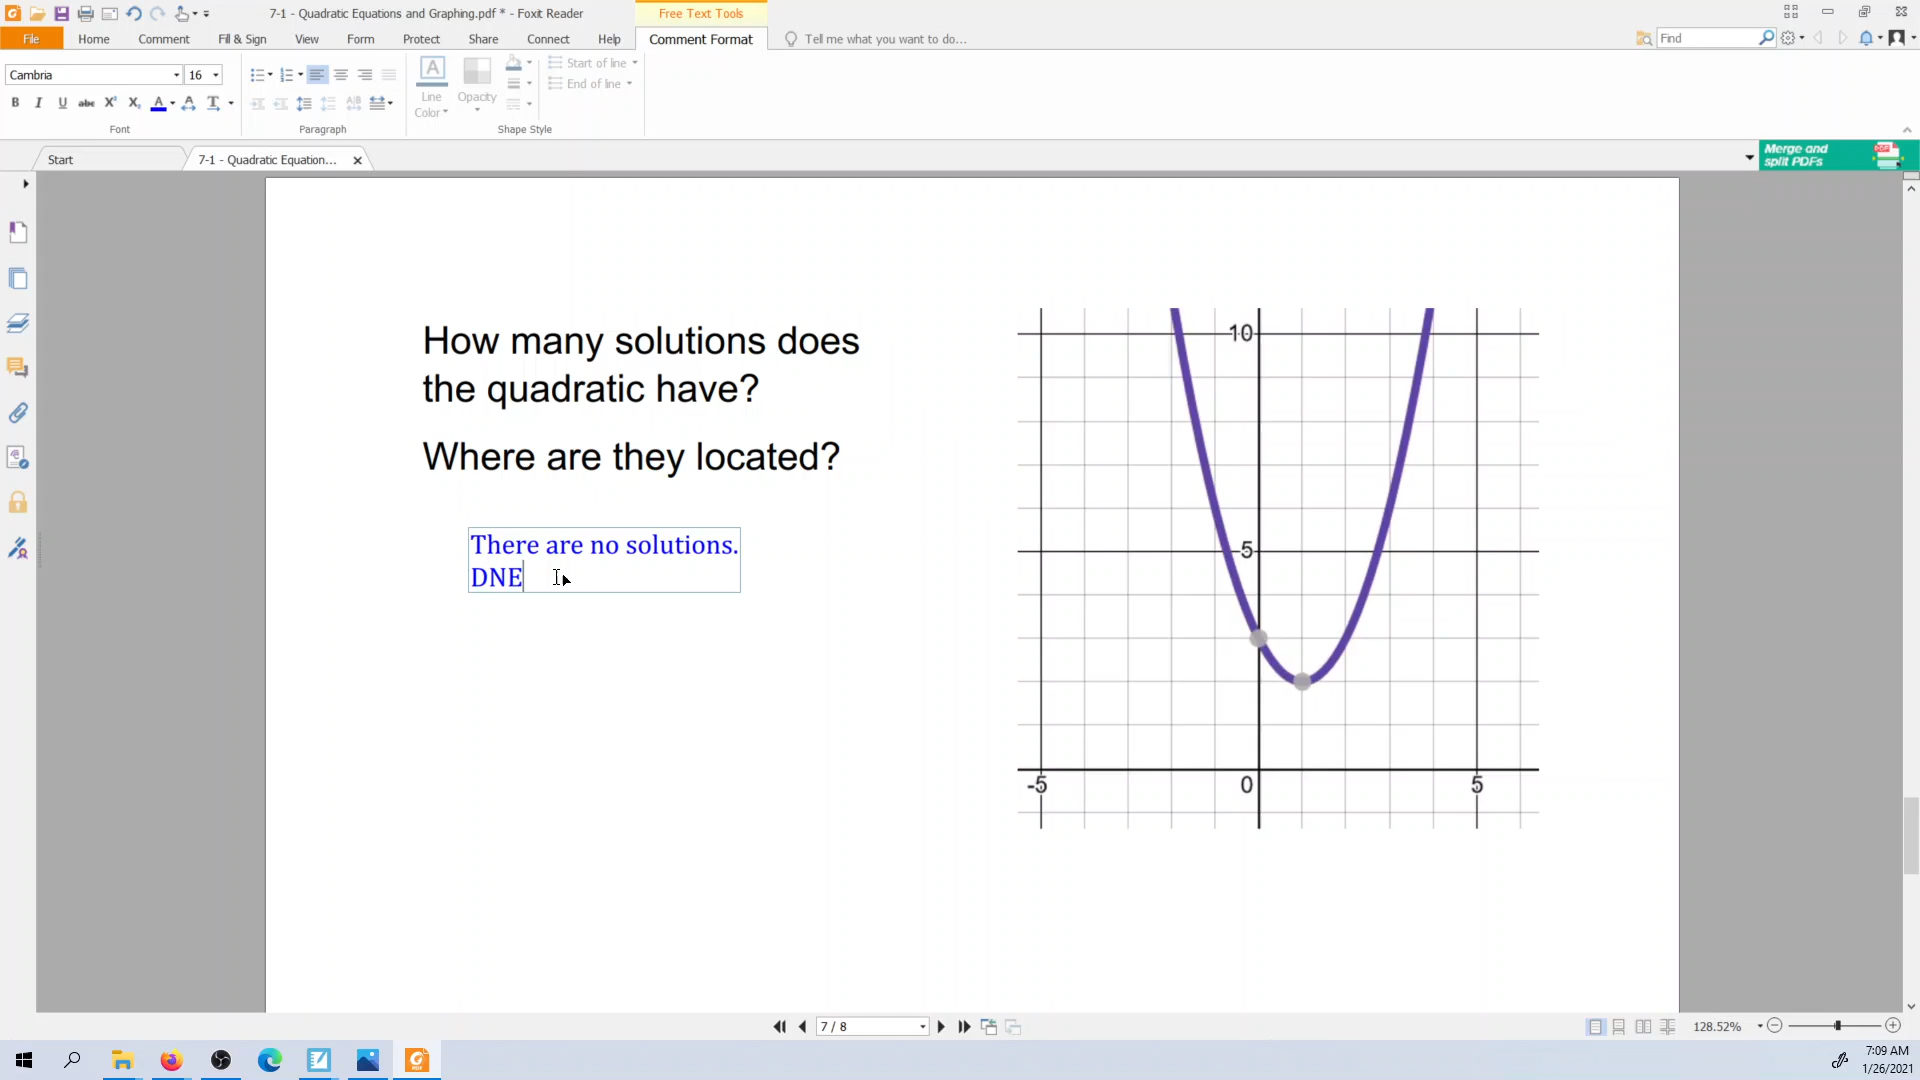 7-1 - Quadratic Equations and Graphing.pdf * - Foxit Reader
Free Text Tools
File
Home
Comment
Fill & Sign
View
Form
Protect
Share
Connect
Help
Comment Format
Tell me what you want to do...
Find
Cambria
16
Start of line
End of line
Line
Color
Opacity
B I U abc X² X₂ A A T
Font
Paragraph
Shape Style
Start
7-1 - Quadratic Equation...
Merge and
split PDFs
How many solutions does
the quadratic have?
Where are they located?
There are no solutions.
DNE
10
5
-5
0
5
7 / 8
128.52%
7:09 AM
1/26/2021